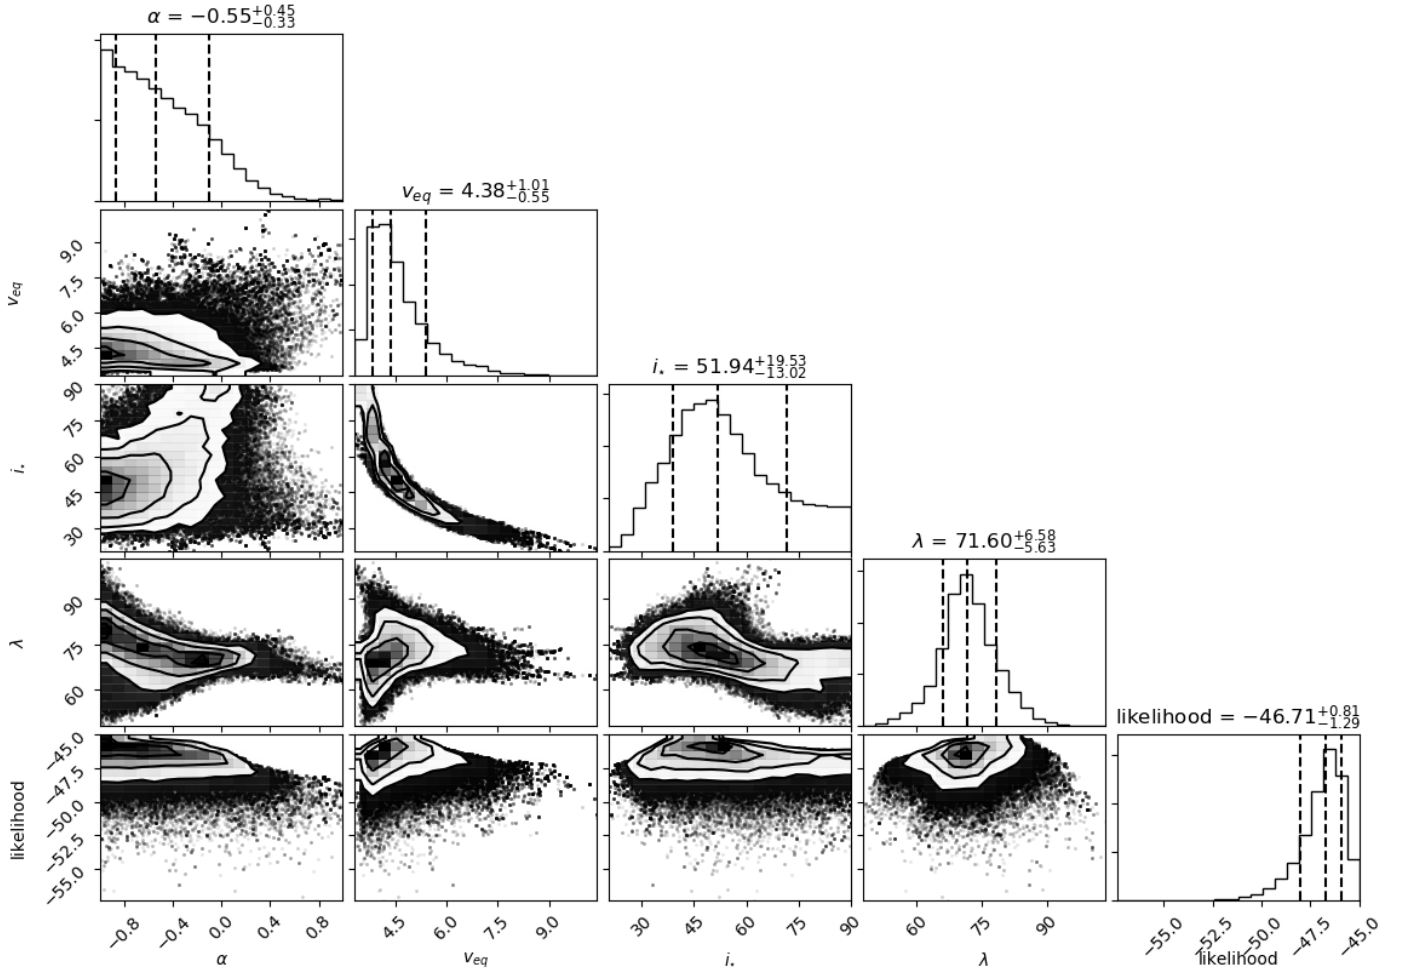 α = −0.55+0.45−0.33
veq = 4.38+1.01−0.55
9.0
7.5
6.0
4.5
veq
i⋆ = 51.94+19.53−13.02
90
75
60
45
30
i⋆
λ = 71.60+6.58−5.63
90
75
60
λ
likelihood = −46.71+0.81−1.29
−45.0
−47.5
−50.0
−52.5
−55.0
likelihood
−0.8 −0.4 0.0 0.4 0.8 4.5 6.0 7.5 9.0 30 45 60 75 90 60 75 90 −55.0 −52.5 −50.0 −47.5 −45.0
α veq i⋆ λ likelihood